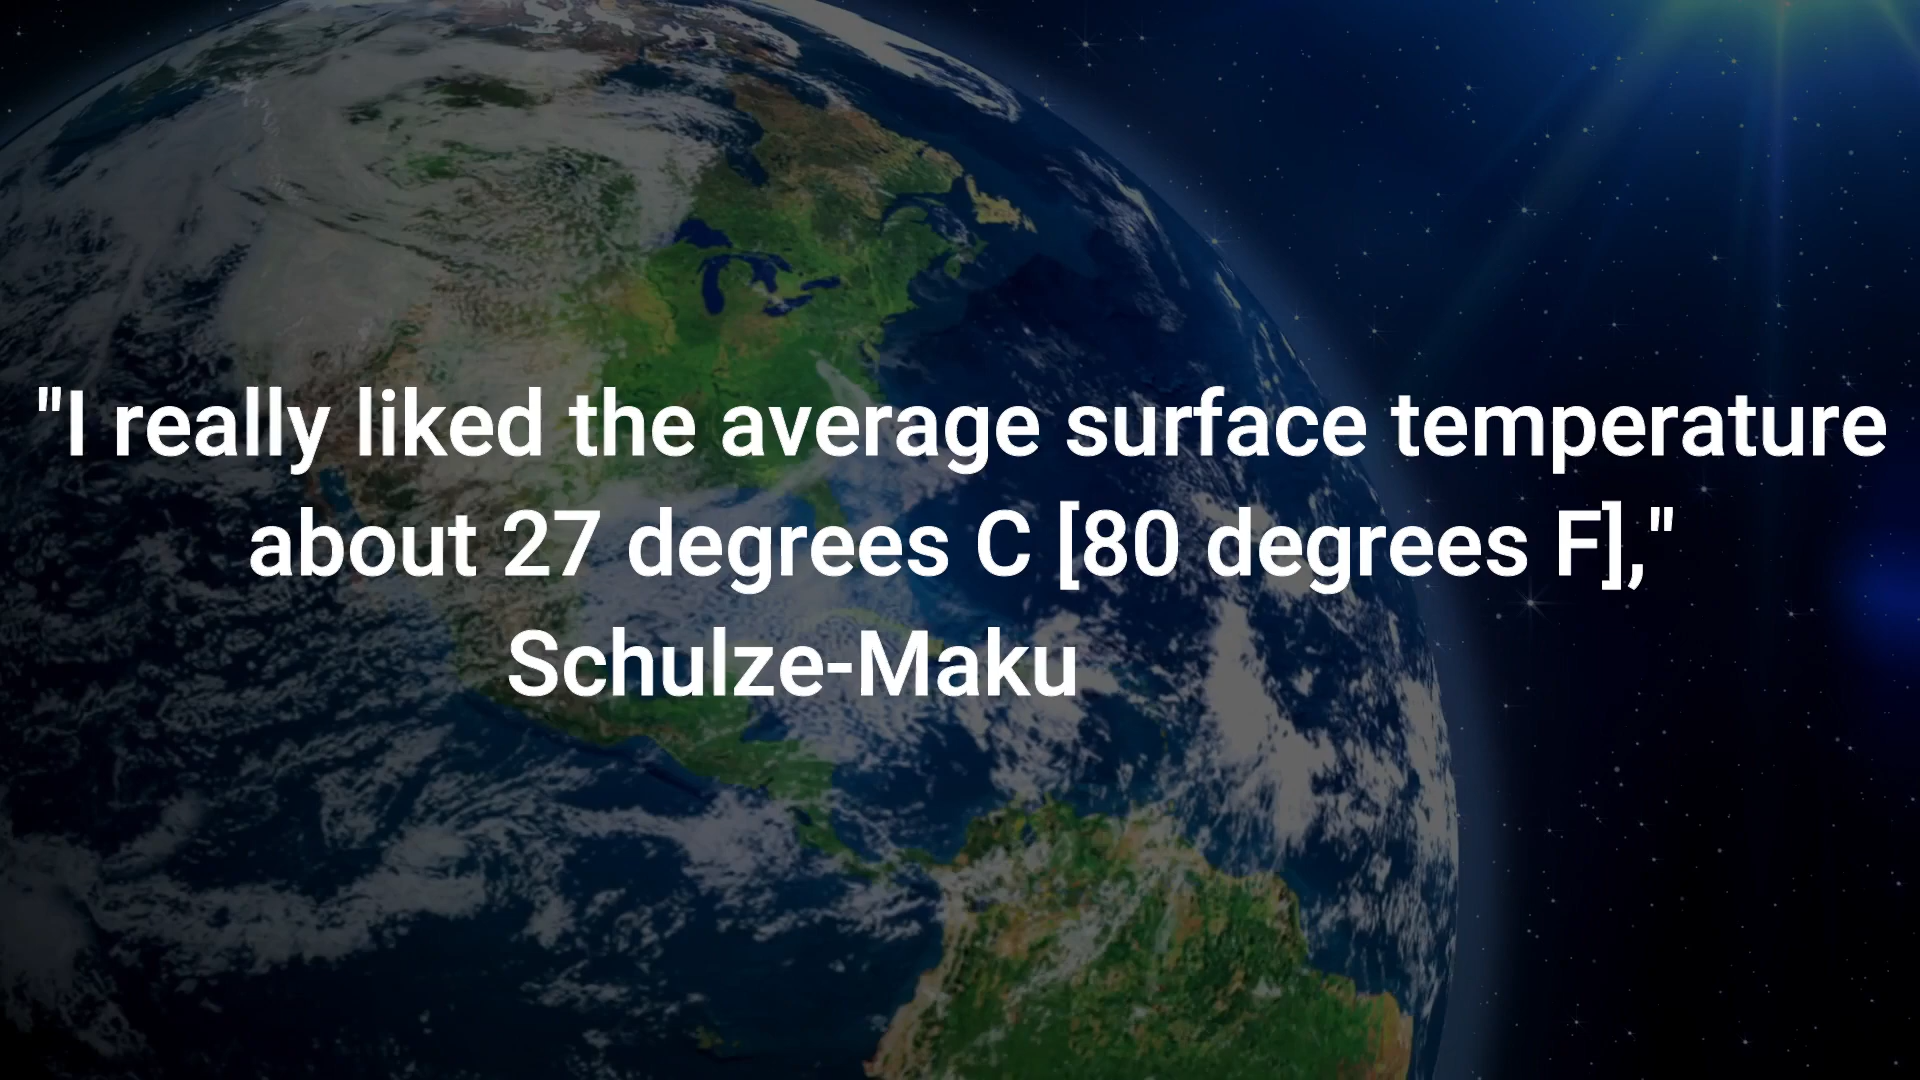 "I really liked the average surface temperature
about 27 degrees C [80 degrees F],"
Schulze-Maku